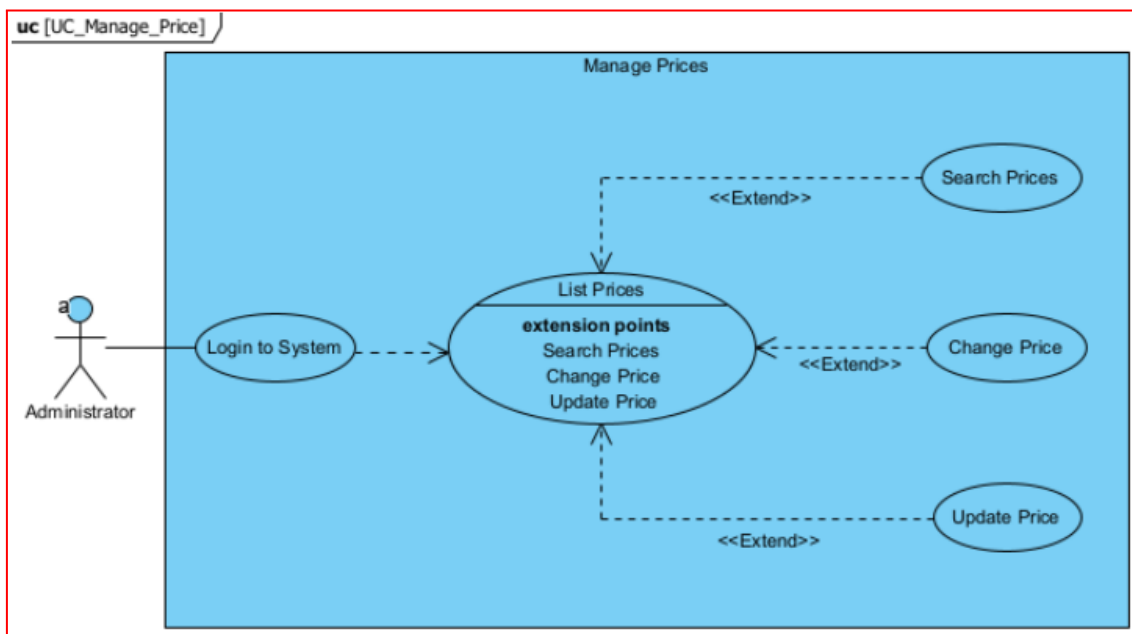 uc [UC_Manage_Price]
Manage Prices
Search Prices
<<Extend>>
List Prices
extension points
Search Prices
Change Price
Update Price
a
Administrator
Login to System
Change Price
<<Extend>>
Update Price
<<Extend>>